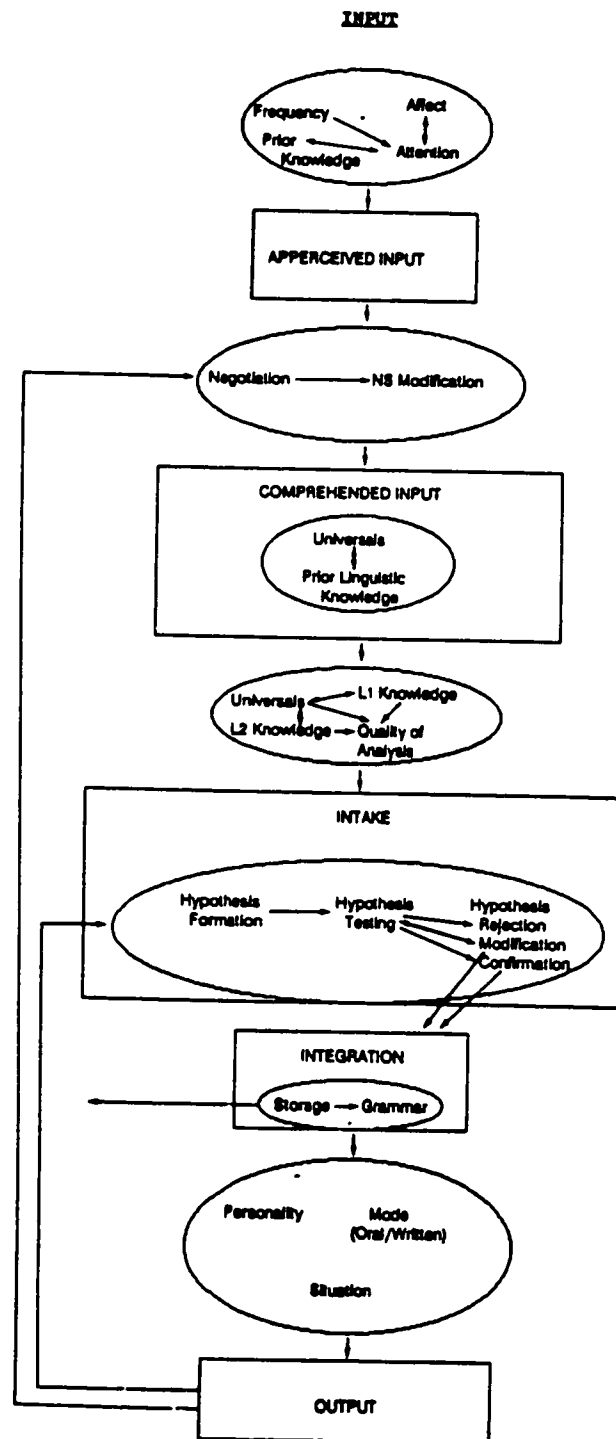 INPUT
Frequency
Affect
Prior
Knowledge
Attention
APPERCEIVED INPUT
Negotiation
NS Modification
COMPREHENDED INPUT
Universals
Prior Linguistic
Knowledge
Universals
L1 Knowledge
L2 Knowledge
Quality of
Analysis
INTAKE
Hypothesis
Formation
Hypothesis
Testing
Hypothesis
Rejection
Modification
Confirmation
INTEGRATION
Storage
Grammar
Personality
Mode
(Oral/Written)
Situation
OUTPUT